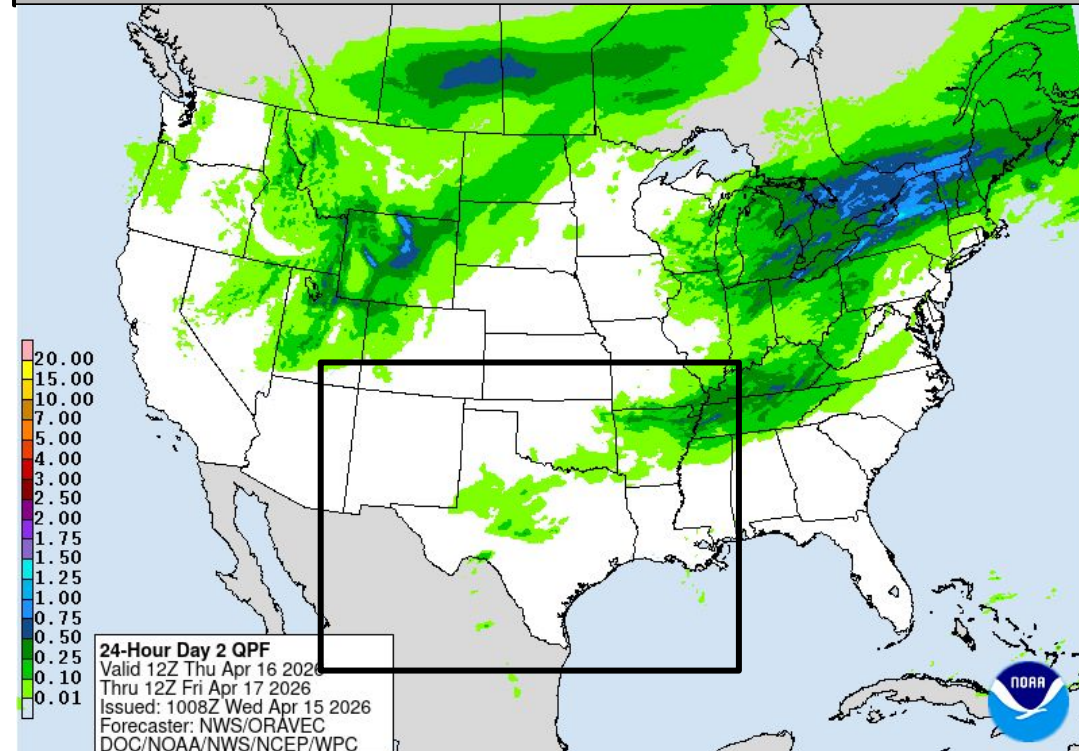 20.00
15.00
10.00
7.00
5.00
4.00
3.00
2.50
2.00
1.75
1.50
1.25
1.00
0.75
0.50
0.25
0.10
0.01
24-Hour Day 2 QPF
Valid 12Z Thu Apr 16 2026
Thru 12Z Fri Apr 17 2026
Issued: 1008Z Wed Apr 15 2026
Forecaster: NWS/ORAVEC
DOC/NOAA/NWS/NCEP/WPC
NOAA